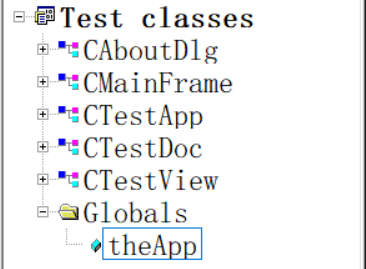 Test classes
CAboutDlg
CMainFrame
CTestApp
CTestDoc
CTestView
Globals
theApp